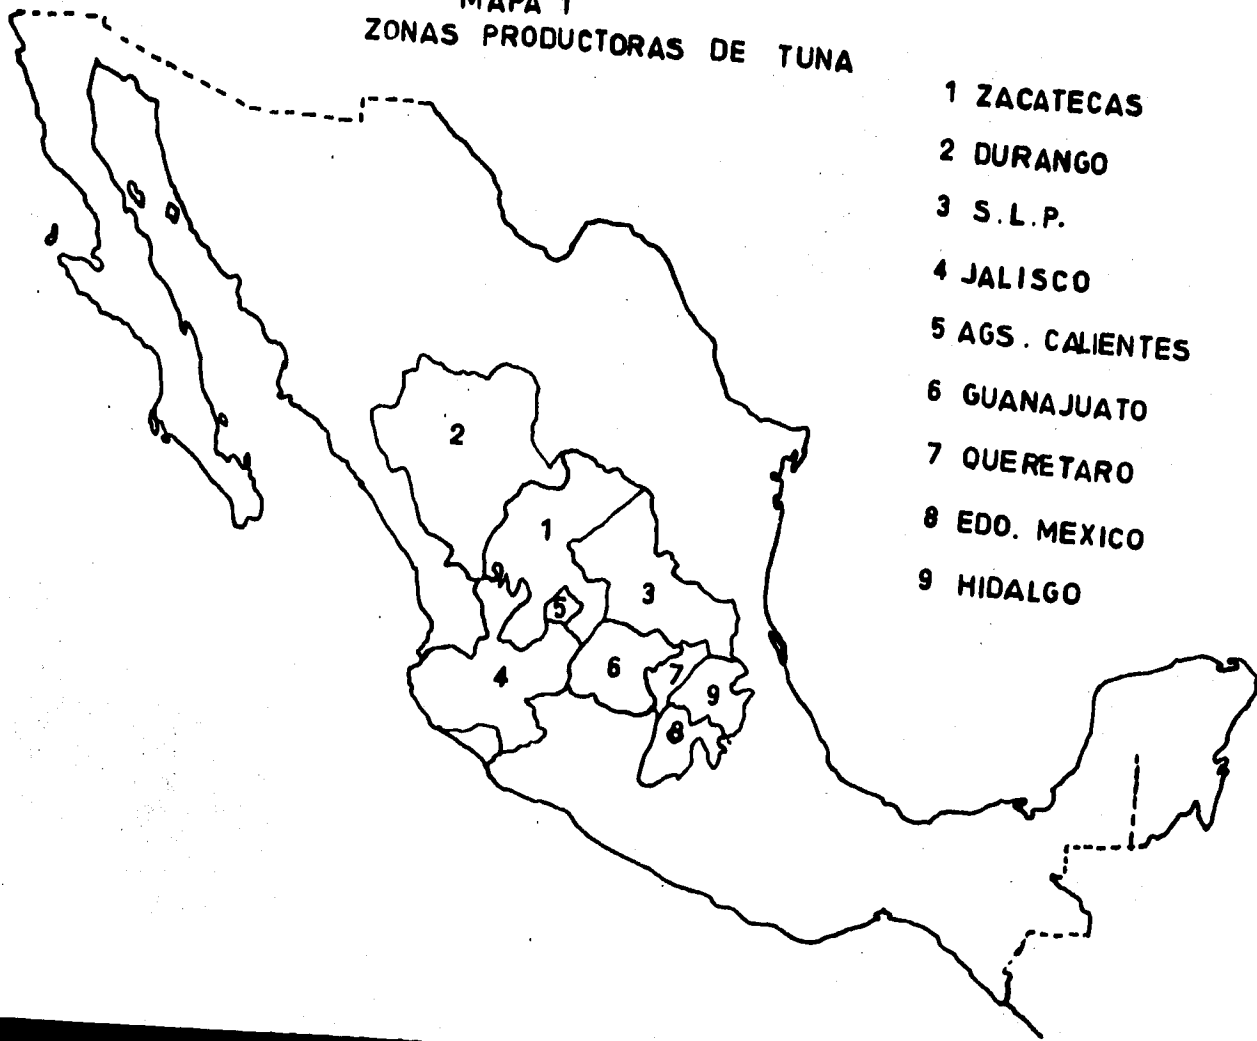 MAPA 1
ZONAS PRODUCTORAS DE TUNA
1 ZACATECAS
2 DURANGO
3 S.L.P.
4 JALISCO
5 AGS. CALIENTES
6 GUANAJUATO
7 QUERETARO
8 EDO. MEXICO
9 HIDALGO
2
1
3
5
4
6
7
9
8